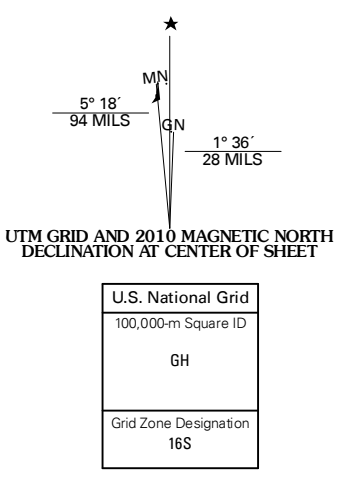 ★
MN
5° 18´
94 MILS
GN
1° 36´
28 MILS
UTM GRID AND 2010 MAGNETIC NORTH
DECLINATION AT CENTER OF SHEET
U.S. National Grid
100,000-m Square ID
GH
Grid Zone Designation
16S